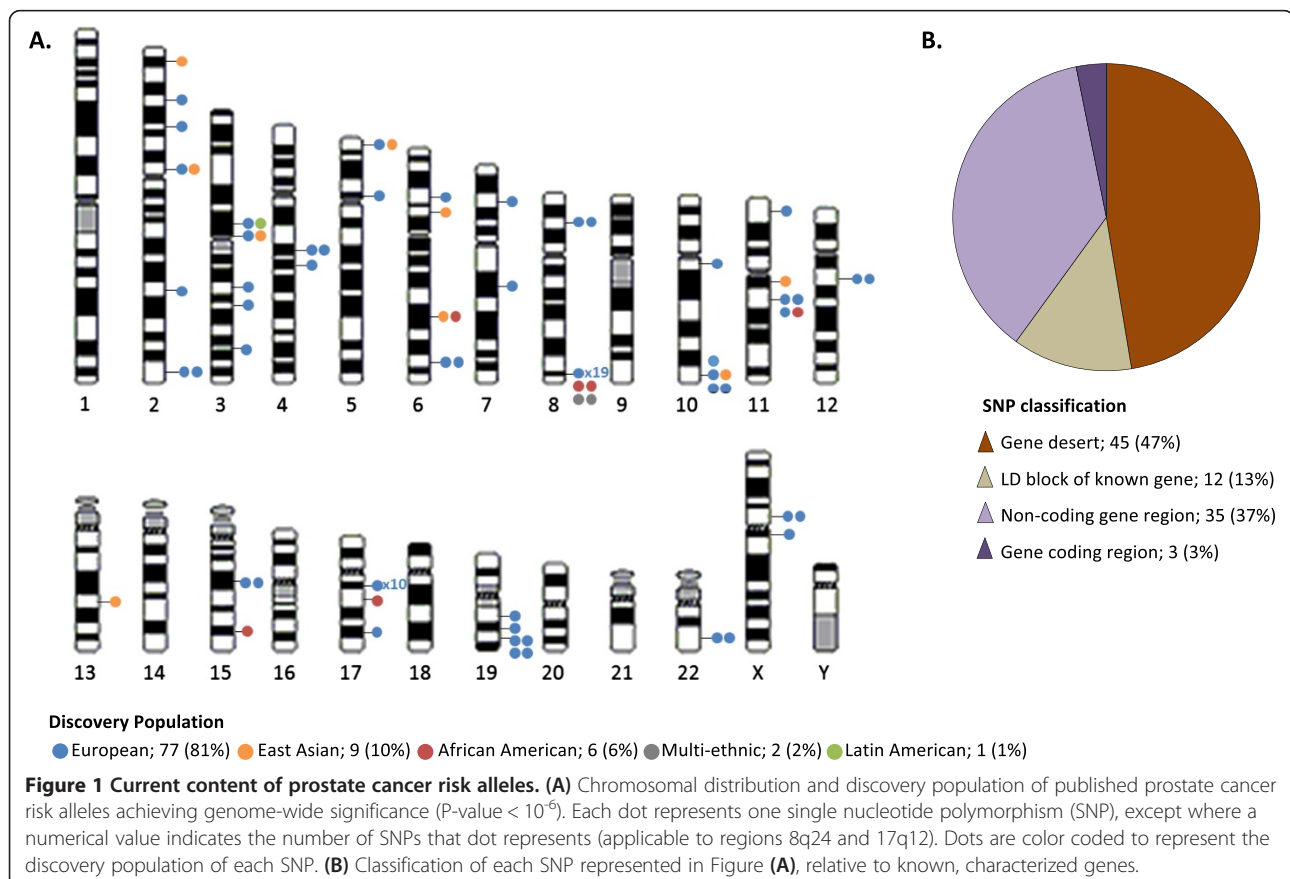 A.
B.
x19
1 2 3 4 5 6 7 8 9 10 11 12
SNP classification
Gene desert; 45 (47%)
LD block of known gene; 12 (13%)
Non-coding gene region; 35 (37%)
Gene coding region; 3 (3%)
x10
13 14 15 16 17 18 19 20 21 22 X Y
Discovery Population
European; 77 (81%) East Asian; 9 (10%) African American; 6 (6%) Multi-ethnic; 2 (2%) Latin American; 1 (1%)
Figure 1 Current content of prostate cancer risk alleles. (A) Chromosomal distribution and discovery population of published prostate cancer
risk alleles achieving genome-wide significance (P-value < 10⁻⁶). Each dot represents one single nucleotide polymorphism (SNP), except where a
numerical value indicates the number of SNPs that dot represents (applicable to regions 8q24 and 17q12). Dots are color coded to represent the
discovery population of each SNP. (B) Classification of each SNP represented in Figure (A), relative to known, characterized genes.